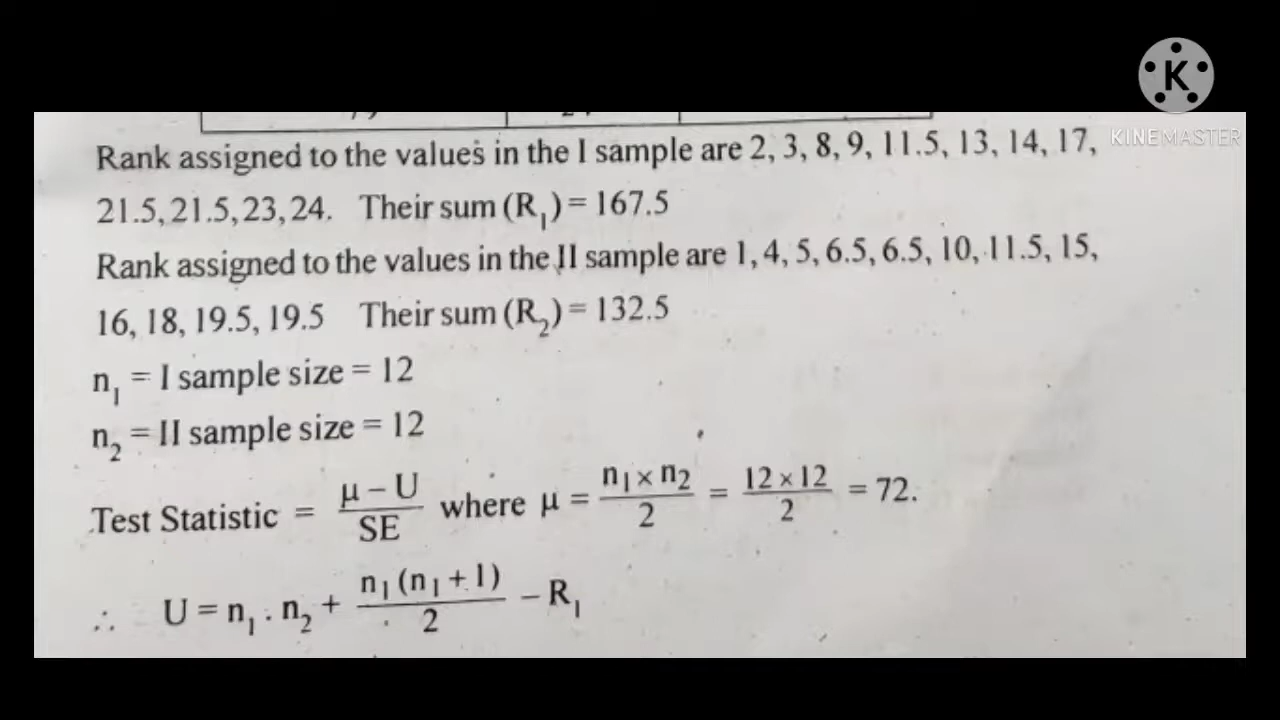 K
KINEMASTER
Rank assigned to the values in the I sample are 2, 3, 8, 9, 11.5, 13, 14, 17,
21.5, 21.5, 23, 24. Their sum (R₁) = 167.5
Rank assigned to the values in the II sample are 1, 4, 5, 6.5, 6.5, 10, 11.5, 15,
16, 18, 19.5, 19.5 Their sum (R₂) = 132.5
n₁ = I sample size = 12
n₂ = II sample size = 12
Test Statistic = (μ – U)/SE where μ = (n₁ × n₂)/2 = (12 × 12)/2 = 72.
∴ U = n₁ . n₂ + n₁ (n₁ + 1)/2 – R₁